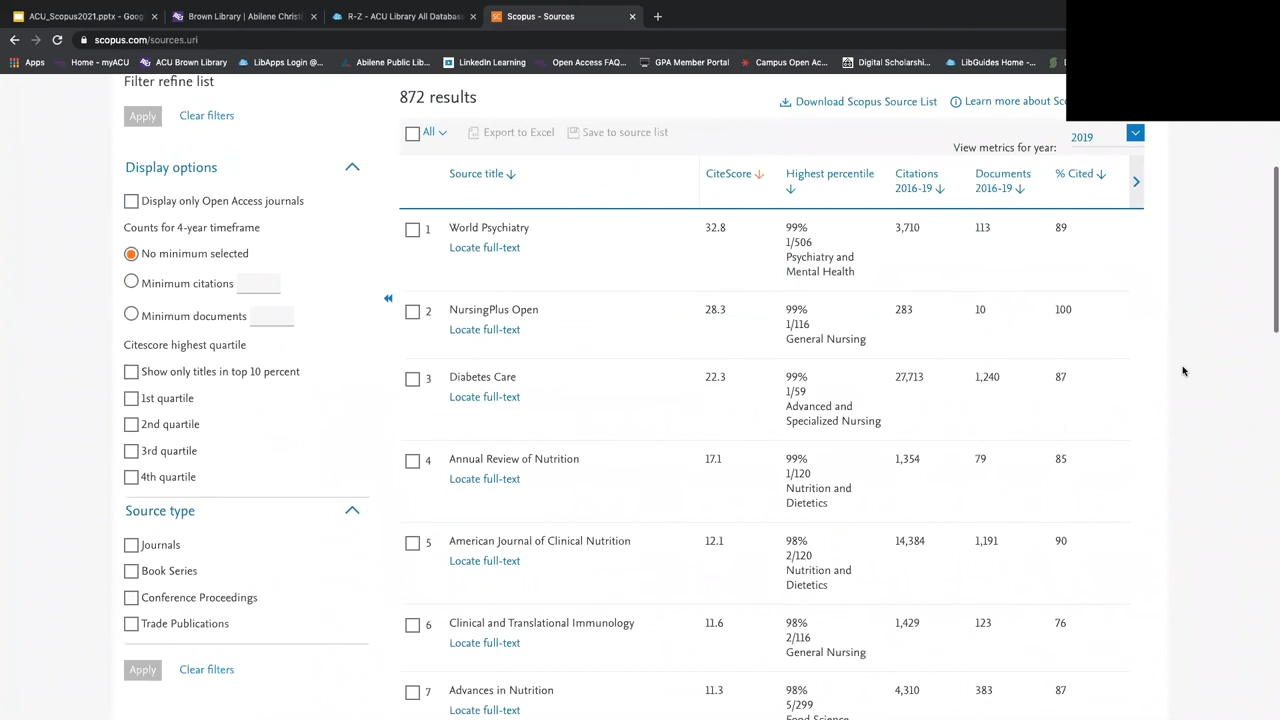 ACU_Scopus2021.pptx - Goog
Brown Library | Abilene Christ
R-Z - ACU Library All Databas
Scopus - Sources
scopus.com/sources.uri
Apps
Home - myACU
ACU Brown Library
LibApps Login @...
Abilene Public Lib...
LinkedIn Learning
Open Access FAQ...
GPA Member Portal
Campus Open Ac...
Digital Scholarshi...
LibGuides Home -...
Filter refine list
Apply
Clear filters
Display options
Display only Open Access journals
Counts for 4-year timeframe
No minimum selected
Minimum citations
Minimum documents
Citescore highest quartile
Show only titles in top 10 percent
1st quartile
2nd quartile
3rd quartile
4th quartile
Source type
Journals
Book Series
Conference Proceedings
Trade Publications
Apply
Clear filters
872 results
Download Scopus Source List
Learn more about Sco
All
Export to Excel
Save to source list
View metrics for year:
2019
Source title
CiteScore
Highest percentile
Citations
2016-19
Documents
2016-19
% Cited
1 World Psychiatry 32.8 99% 3,710 113 89
1/506
Locate full-text
Psychiatry and
Mental Health
2 NursingPlus Open 28.3 99% 283 10 100
1/116
Locate full-text
General Nursing
3 Diabetes Care 22.3 99% 27,713 1,240 87
1/59
Locate full-text
Advanced and
Specialized Nursing
4 Annual Review of Nutrition 17.1 99% 1,354 79 85
1/120
Locate full-text
Nutrition and
Dietetics
5 American Journal of Clinical Nutrition 12.1 98% 14,384 1,191 90
2/120
Locate full-text
Nutrition and
Dietetics
6 Clinical and Translational Immunology 11.6 98% 1,429 123 76
2/116
Locate full-text
General Nursing
7 Advances in Nutrition 11.3 98% 4,310 383 87
5/299
Locate full-text
Food Science